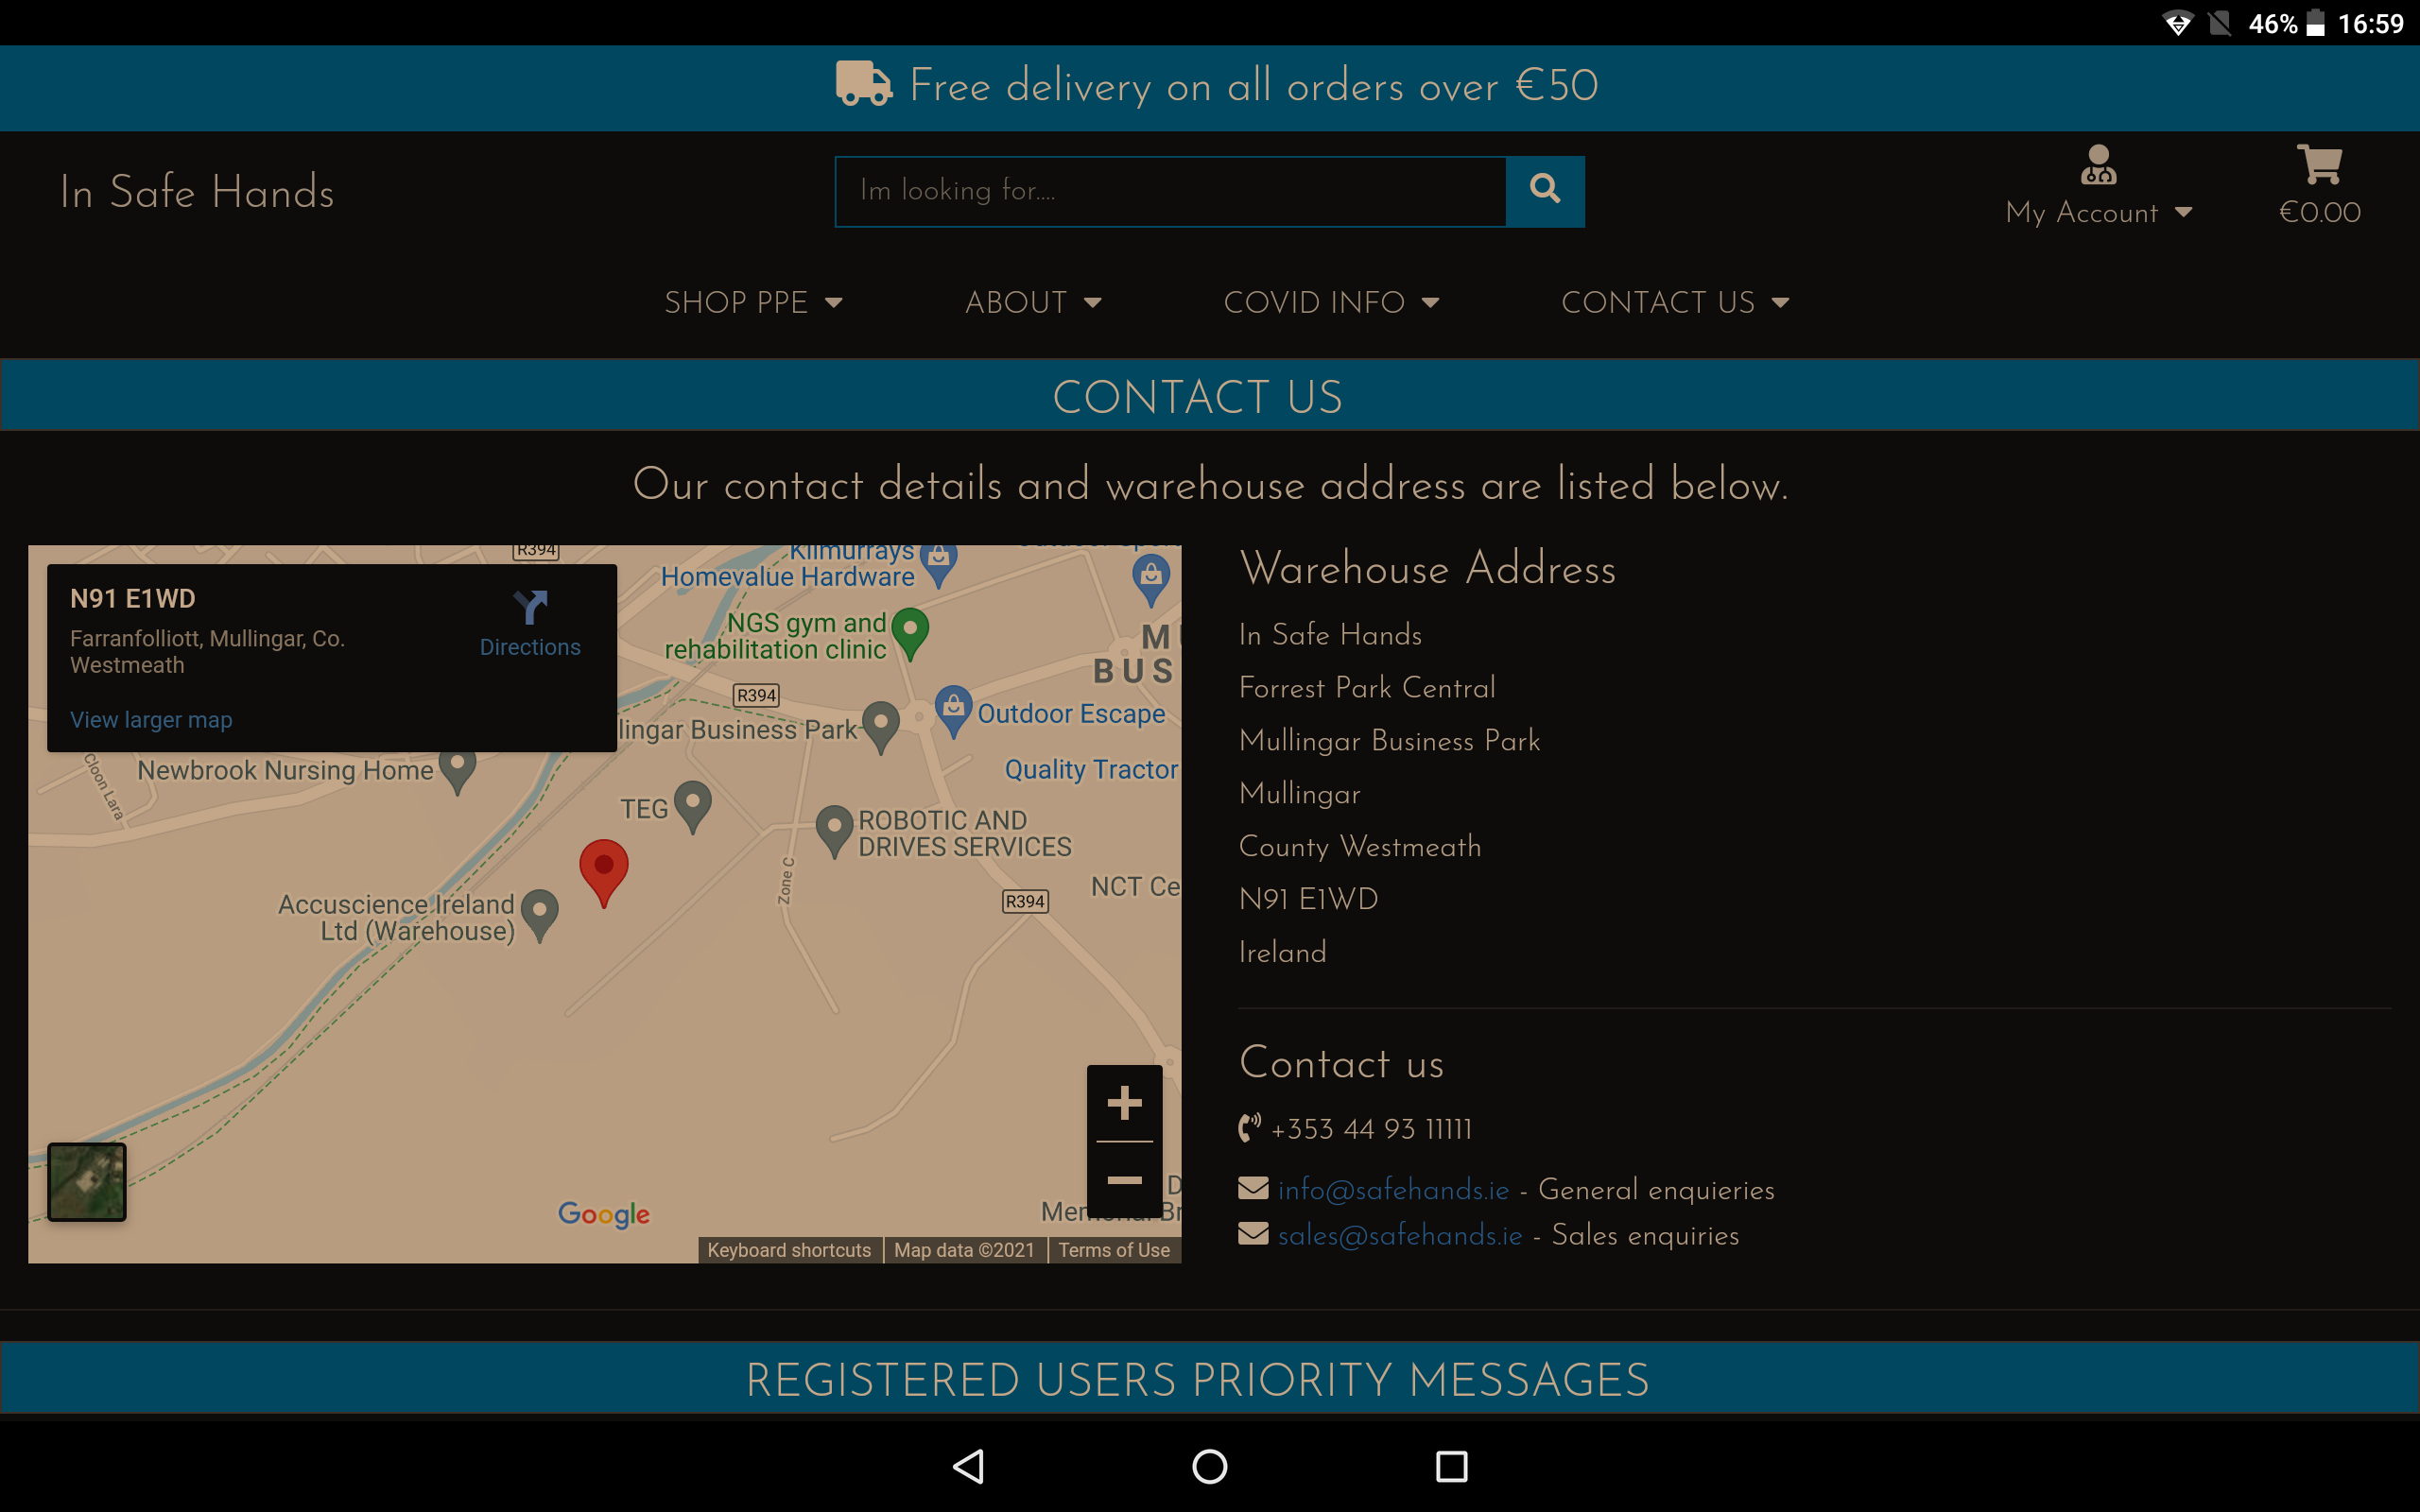 46% 16:59
Free delivery on all orders over €50
In Safe Hands
Im looking for....
My Account
€0.00
SHOP PPE
ABOUT
COVID INFO
CONTACT US
CONTACT US
Our contact details and warehouse address are listed below.
N91 E1WD
Farranfolliott, Mullingar, Co.
Westmeath
Directions
View larger map
R394
Kilmurrays
Homevalue Hardware
NGS gym and
rehabilitation clinic
M
BUS
R394
lingar Business Park
Outdoor Escape
Cloon Lara
Newbrook Nursing Home
Quality Tractor
TEG
ROBOTIC AND
DRIVES SERVICES
Zone C
NCT Ce
Accuscience Ireland
Ltd (Warehouse)
R394
Google
Keyboard shortcuts
Map data ©2021
Terms of Use
Warehouse Address
In Safe Hands
Forrest Park Central
Mullingar Business Park
Mullingar
County Westmeath
N91 E1WD
Ireland
Contact us
+353 44 93 11111
info@safehands.ie - General enquieries
sales@safehands.ie - Sales enquiries
REGISTERED USERS PRIORITY MESSAGES